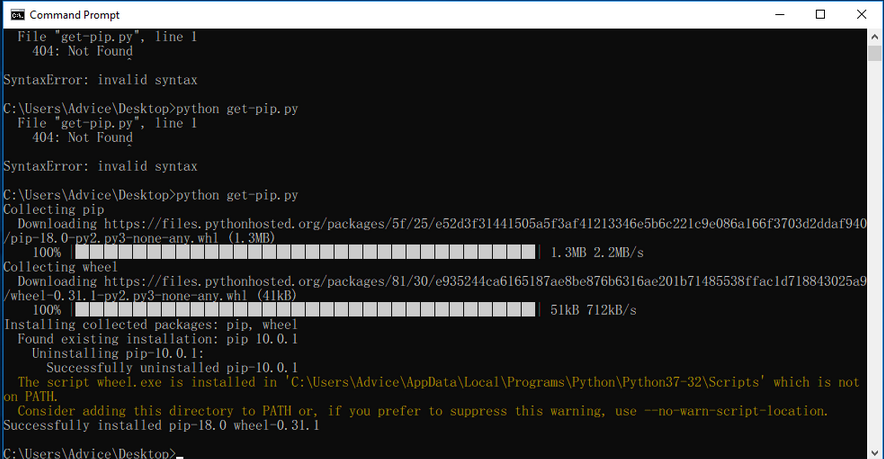 Command Prompt
File "get-pip.py", line 1
404: Not Found
^
SyntaxError: invalid syntax
C:\Users\Advice\Desktop>python get-pip.py
File "get-pip.py", line 1
404: Not Found
^
SyntaxError: invalid syntax
C:\Users\Advice\Desktop>python get-pip.py
Collecting pip
Downloading https://files.pythonhosted.org/packages/5f/25/e52d3f31441505a5f3af41213346e5b6c221c9e086a166f3703d2ddaf940
/pip-18.0-py2.py3-none-any.whl (1.3MB)
100% || 1.3MB 2.2MB/s
Collecting wheel
Downloading https://files.pythonhosted.org/packages/81/30/e935244ca6165187ae8be876b6316ae201b71485538ffac1d718843025a9
/wheel-0.31.1-py2.py3-none-any.whl (41kB)
100% || 51kB 712kB/s
Installing collected packages: pip, wheel
Found existing installation: pip 10.0.1
Uninstalling pip-10.0.1:
Successfully uninstalled pip-10.0.1
The script wheel.exe is installed in 'C:\Users\Advice\AppData\Local\Programs\Python\Python37-32\Scripts' which is not
on PATH.
Consider adding this directory to PATH or, if you prefer to suppress this warning, use --no-warn-script-location.
Successfully installed pip-18.0 wheel-0.31.1
C:\Users\Advice\Desktop>